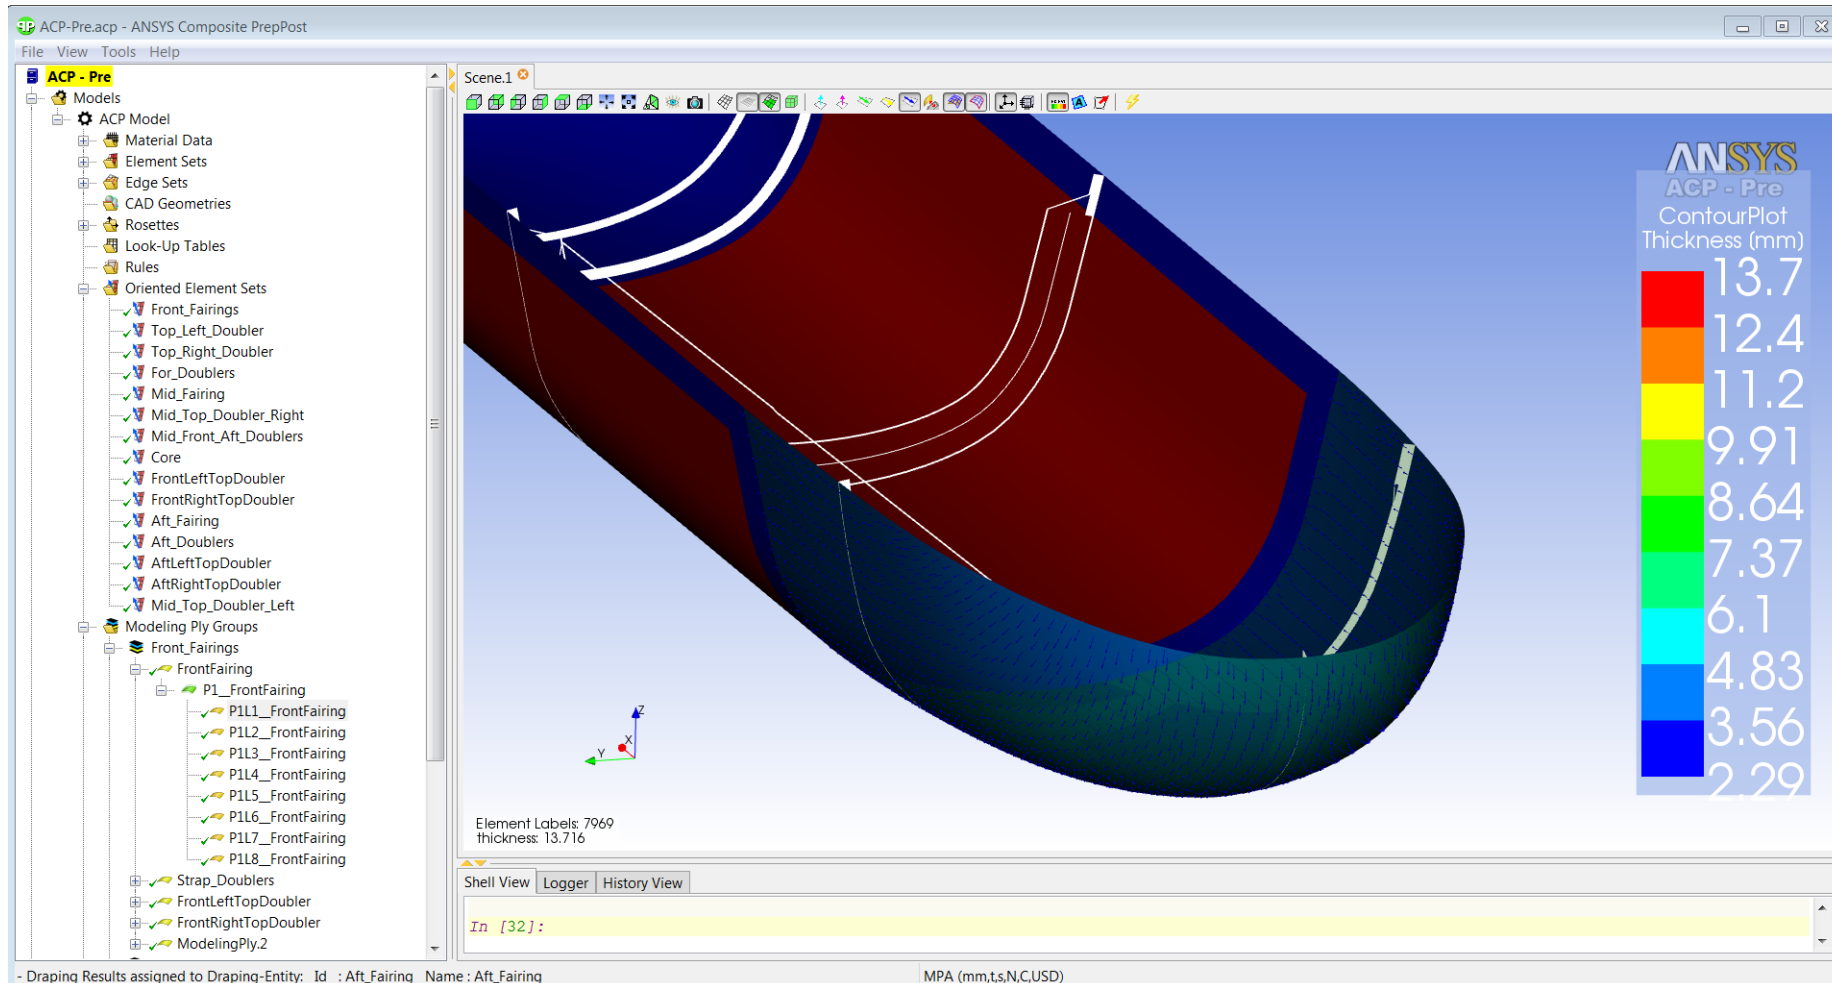 ACP-Pre.acp - ANSYS Composite PrepPost
File View Tools Help
ACP - Pre
Models
ACP Model
Material Data
Element Sets
Edge Sets
CAD Geometries
Rosettes
Look-Up Tables
Rules
Oriented Element Sets
Front_Fairings
Top_Left_Doubler
Top_Right_Doubler
For_Doublers
Mid_Fairing
Mid_Top_Doubler_Right
Mid_Front_Aft_Doublers
Core
FrontLeftTopDoubler
FrontRightTopDoubler
Aft_Fairing
Aft_Doublers
AftLeftTopDoubler
AftRightTopDoubler
Mid_Top_Doubler_Left
Modeling Ply Groups
Front_Fairings
FrontFairing
P1__FrontFairing
P1L1__FrontFairing
P1L2__FrontFairing
P1L3__FrontFairing
P1L4__FrontFairing
P1L5__FrontFairing
P1L6__FrontFairing
P1L7__FrontFairing
P1L8__FrontFairing
Strap_Doublers
FrontLeftTopDoubler
FrontRightTopDoubler
ModelingPly.2
Scene.1
ANSYS
ACP - Pre
ContourPlot
Thickness (mm)
13.7
12.4
11.2
9.91
8.64
7.37
6.1
4.83
3.56
2.29
Z
X
Y
Element Labels: 7969
thickness: 13.716
Shell View Logger History View
In [32]:
- Draping Results assigned to Draping-Entity: Id : Aft_Fairing Name : Aft_Fairing
MPA (mm,t,s,N,C,USD)